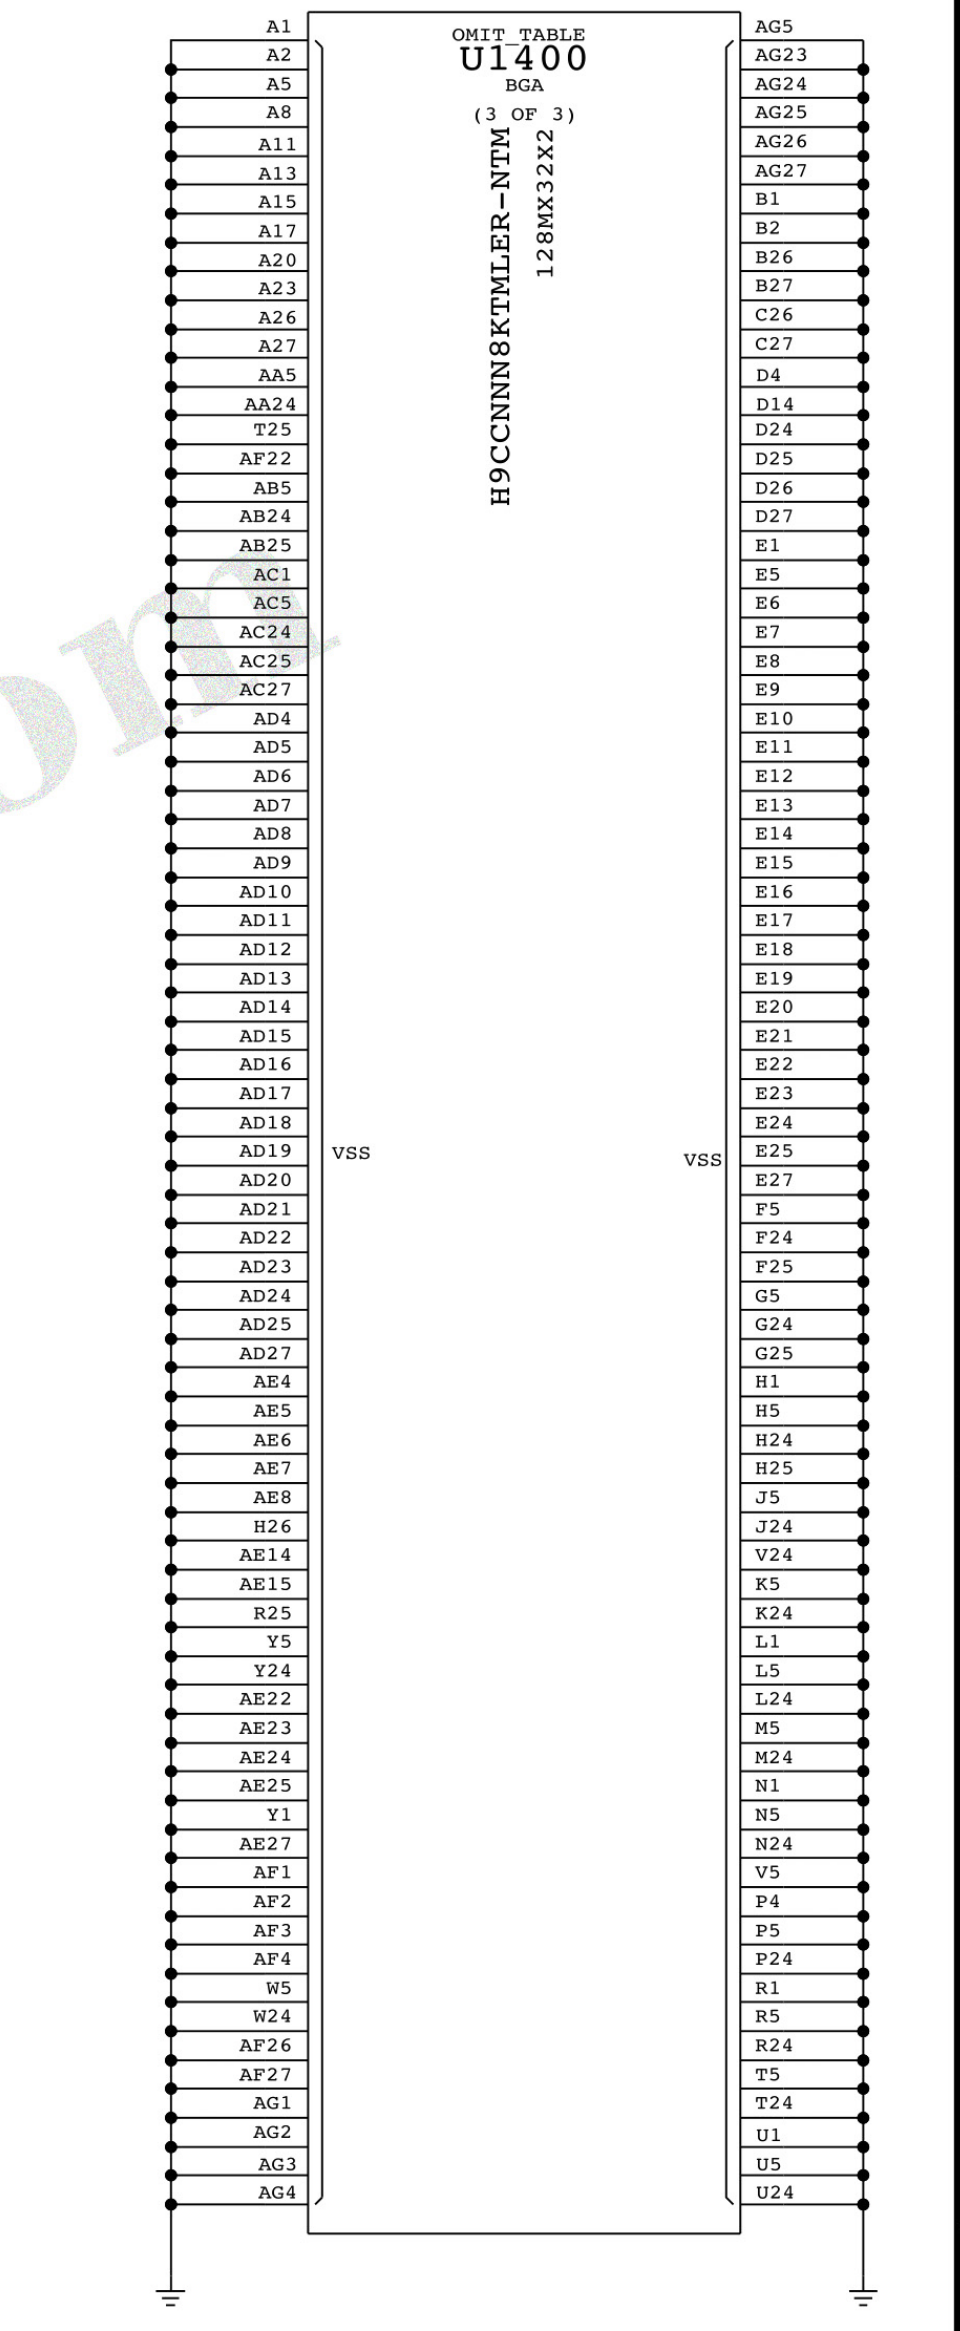 OMIT_TABLE
U1400
BGA
(3 OF 3)
H9CCNNN8KTMLER-NTM
128MX32X2
A1 AG5
A2 AG23
A5 AG24
A8 AG25
A11 AG26
A13 AG27
A15 B1
A17 B2
A20 B26
A23 B27
A26 C26
A27 C27
AA5 D4
AA24 D14
T25 D24
AF22 D25
AB5 D26
AB24 D27
AB25 E1
AC1 E5
AC5 E6
AC24 E7
AC25 E8
AC27 E9
AD4 E10
AD5 E11
AD6 E12
AD7 E13
AD8 E14
AD9 E15
AD10 E16
AD11 E17
AD12 E18
AD13 E19
AD14 E20
AD15 E21
AD16 E22
AD17 E23
AD18 E24
AD19 VSS VSS E25
AD20 E27
AD21 F5
AD22 F24
AD23 F25
AD24 G5
AD25 G24
AD27 G25
AE4 H1
AE5 H5
AE6 H24
AE7 H25
AE8 J5
H26 J24
AE14 V24
AE15 K5
R25 K24
Y5 L1
Y24 L5
AE22 L24
AE23 M5
AE24 M24
AE25 N1
Y1 N5
AE27 N24
AF1 V5
AF2 P4
AF3 P5
AF4 P24
W5 R1
W24 R5
AF26 R24
AF27 T5
AG1 T24
AG2 U1
AG3 U5
AG4 U24
om